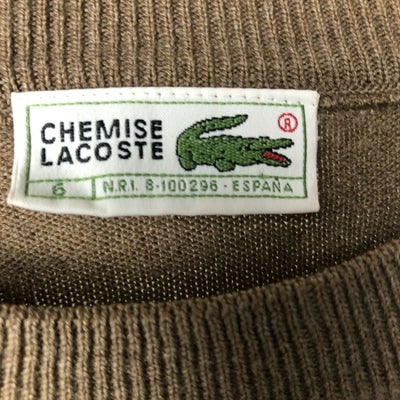 CHEMISE
LACOSTE
®
6 N.R.I. 8-100296 - ESPAÑA